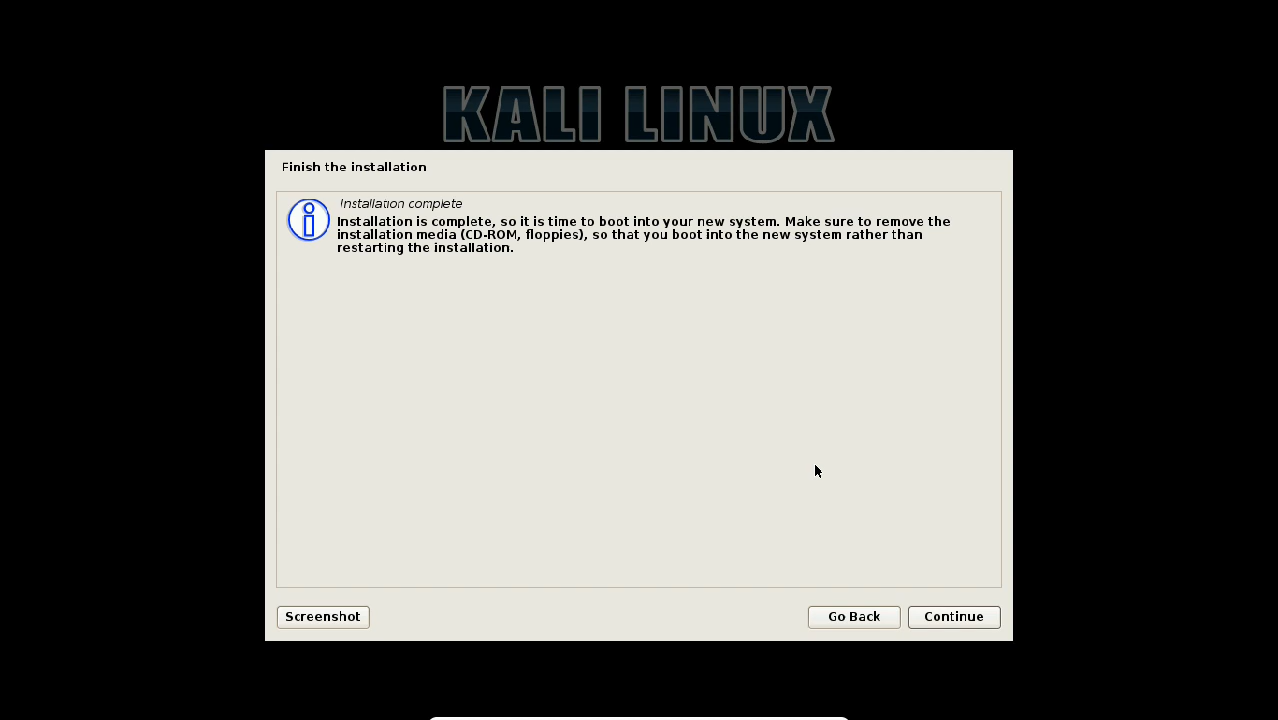 KALI LINUX
Finish the installation
Installation complete
Installation is complete, so it is time to boot into your new system. Make sure to remove the
installation media (CD-ROM, floppies), so that you boot into the new system rather than
restarting the installation.
Screenshot
Go Back
Continue